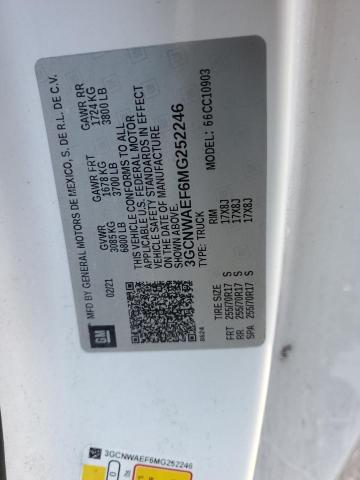 MFD BY GENERAL MOTORS DE MEXICO, S. DE R.L. DE C.V.
02/21 GVWR GAWR FRT GAWR RR
3085 KG 1678 KG 1724 KG
6800 LB 3700 LB 3800 LB
THIS VEHICLE CONFORMS TO ALL
APPLICABLE U.S. FEDERAL MOTOR
VEHICLE SAFETY STANDARDS IN EFFECT
ON THE DATE OF MANUFACTURE
SHOWN ABOVE.
3GCNWAEF6MG252246
TYPE: TRUCK MODEL: 66CC10903
GM
TIRE SIZE RIM
FRT 255/70R17 S 17X8J
RR 255/70R17 S 17X8J
SPA 255/70R17 S 17X8J
3GCNWAEF6MG252246